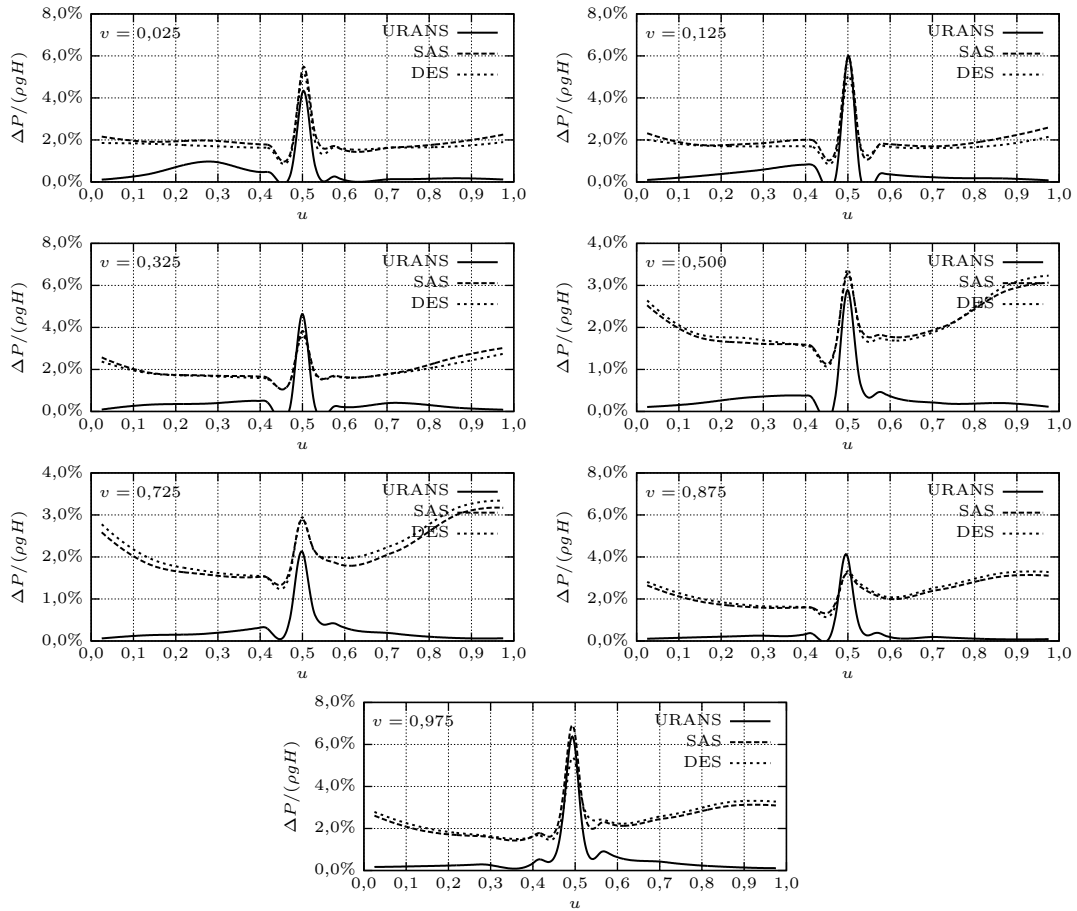 v = 0,025
URANS
SAS
DES
8,0%
6,0%
4,0%
2,0%
0,0%
ΔP/(ρgH)
0,0 0,1 0,2 0,3 0,4 0,5 0,6 0,7 0,8 0,9 1,0
u
v = 0,125
URANS
SAS
DES
8,0%
6,0%
4,0%
2,0%
0,0%
ΔP/(ρgH)
0,0 0,1 0,2 0,3 0,4 0,5 0,6 0,7 0,8 0,9 1,0
u
v = 0,325
URANS
SAS
DES
8,0%
6,0%
4,0%
2,0%
0,0%
ΔP/(ρgH)
0,0 0,1 0,2 0,3 0,4 0,5 0,6 0,7 0,8 0,9 1,0
u
v = 0,500
URANS
SAS
DES
4,0%
3,0%
2,0%
1,0%
0,0%
ΔP/(ρgH)
0,0 0,1 0,2 0,3 0,4 0,5 0,6 0,7 0,8 0,9 1,0
u
v = 0,725
URANS
SAS
DES
4,0%
3,0%
2,0%
1,0%
0,0%
ΔP/(ρgH)
0,0 0,1 0,2 0,3 0,4 0,5 0,6 0,7 0,8 0,9 1,0
u
v = 0,875
URANS
SAS
DES
8,0%
6,0%
4,0%
2,0%
0,0%
ΔP/(ρgH)
0,0 0,1 0,2 0,3 0,4 0,5 0,6 0,7 0,8 0,9 1,0
u
v = 0,975
URANS
SAS
DES
8,0%
6,0%
4,0%
2,0%
0,0%
ΔP/(ρgH)
0,0 0,1 0,2 0,3 0,4 0,5 0,6 0,7 0,8 0,9 1,0
u